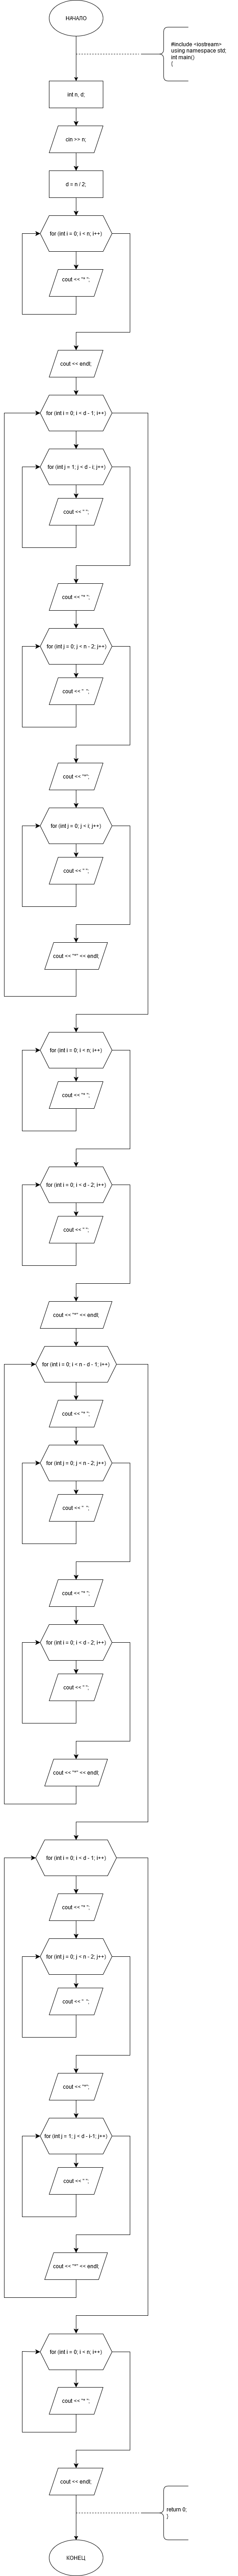 НАЧАЛО
#include <iostream>
using namespace std;
int main()
{
int n, d;
cin >> n;
d = n / 2;
for (int i = 0; i < n; i++)
cout << "* ";
cout << endl;
for (int i = 0; i < d - 1; i++)
for (int j = 1; j < d - i; j++)
cout << " ";
cout << "* ";
for (int j = 0; j < n - 2; j++)
cout << "  ";
cout << "*";
for (int j = 0; j < i; j++)
cout << " ";
cout << "*" << endl;
for (int i = 0; i < n; i++)
cout << "* ";
for (int i = 0; i < d - 2; i++)
cout << " ";
cout << "*" << endl;
for (int i = 0; i < n - d - 1; i++)
cout << "* ";
for (int j = 0; j < n - 2; j++)
cout << "  ";
cout << "* ";
for (int i = 0; i < d - 2; i++)
cout << " ";
cout << "*" << endl;
for (int i = 0; i < d - 1; i++)
cout << "* ";
for (int j = 0; j < n - 2; j++)
cout << "  ";
cout << "*";
for (int j = 1; j < d - i-1; j++)
cout << " ";
cout << "*" << endl;
for (int i = 0; i < n; i++)
cout << "* ";
cout << endl;
return 0;
}
КОНЕЦ